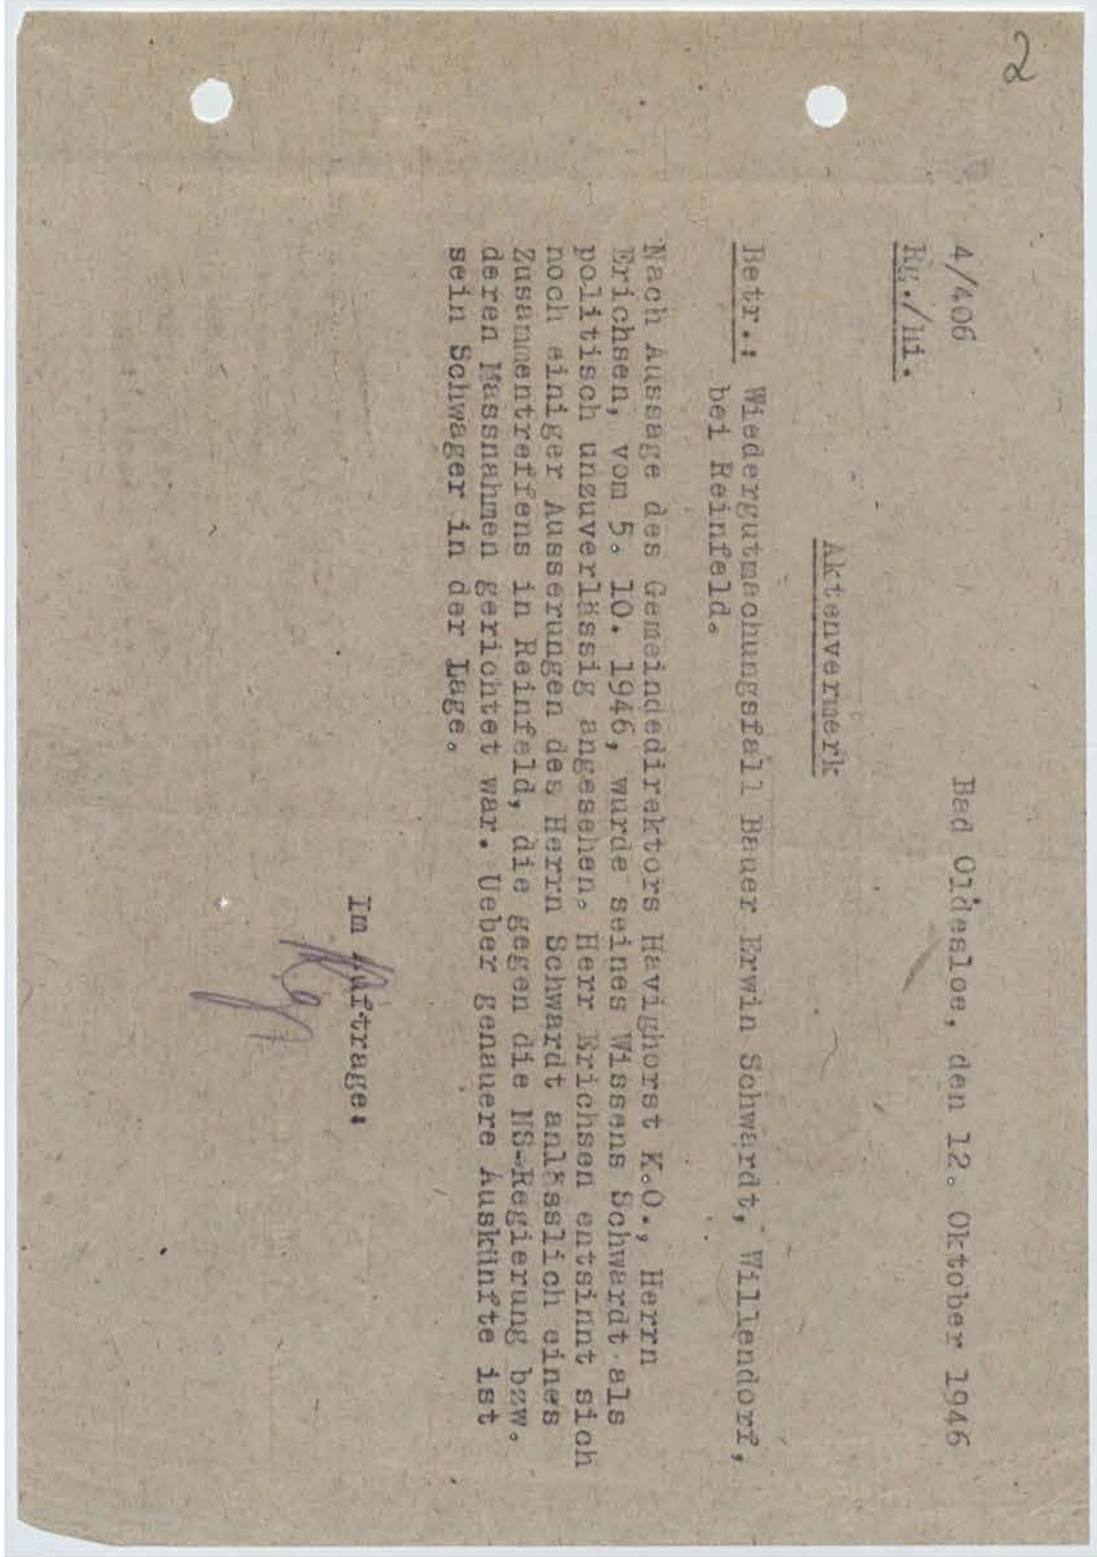 2
4/406
Bad Oldesloe, den 12. Oktober 1946
Rg./Hi.
Aktenvermerk
Betr.: Wiedergutmachungsfall Bauer Erwin Schwardt, Willendorf,
bei Reinfeld.
Nach Aussage des Gemeindedirektors Havighorst K.O., Herrn
Erichsen, vom 5. 10. 1946, wurde seines Wissens Schwardt als
politisch unzuverlässig angesehen. Herr Erichsen entsinnt sich
noch einiger Ausserungen des Herrn Schwardt anlässlich eines
Zusammentreffens in Reinfeld, die gegen die NS-Regierung bzw.
deren Massnahmen gerichtet war. Ueber genauere Auskünfte ist
sein Schwager in der Lage.
Im Auftrage: